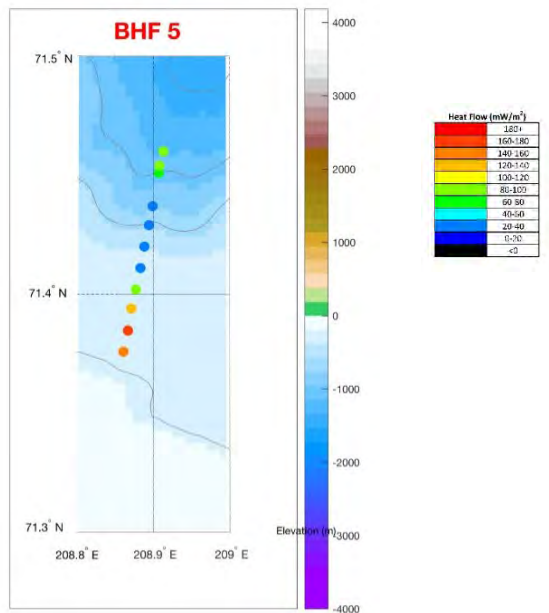 BHF 5
71.5° N
71.4° N
71.3° N
208.8° E
208.9° E
209° E
4000
3000
2000
1000
0
-1000
-2000
-3000
-4000
Elevation (m)
Heat Flow (mW/m²)
180+
160-180
140-160
120-140
100-120
80-100
60-80
40-60
20-40
0-20
<0